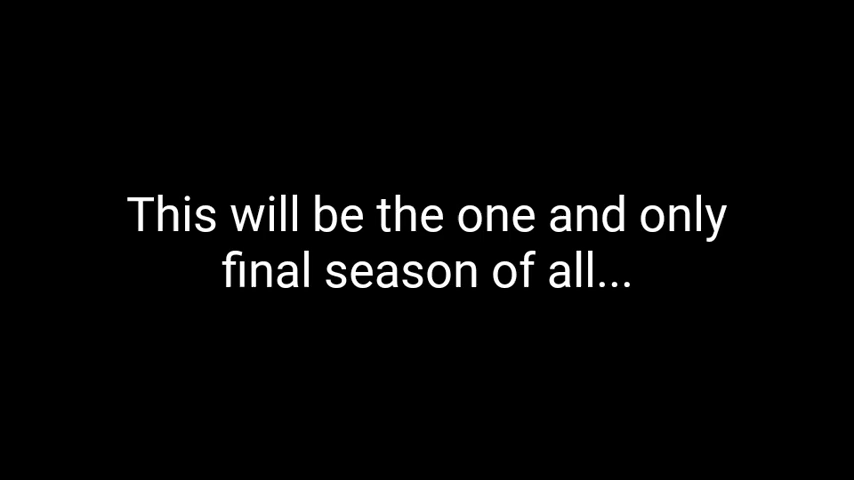 This will be the one and only
final season of all...